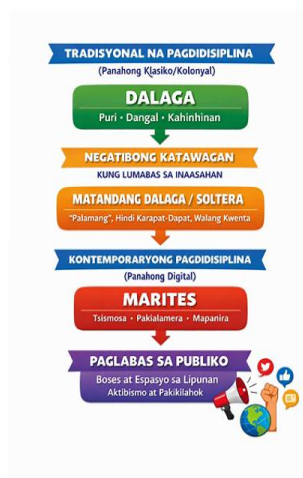 TRADISYONAL NA PAGDIDISIPLINA
(Panahong Klasiko/Kolonyal)
DALAGA
Puri • Dangal • Kahinhinan
NEGATIBONG KATAWAGAN
KUNG LUMABAS SA INAASAHAN
MATANDANG DALAGA / SOLTERA
"Palamang", Hindi Karapat-Dapat, Walang Kwenta
KONTEMPORARYONG PAGDIDISIPLINA
(Panahong Digital)
MARITES
Tsismosa • Paklalamera • Mapanira
PAGLABAS SA PUBLIKO
Boses at Espasyo sa Lipunan
Aktibismo at Pakikilahok